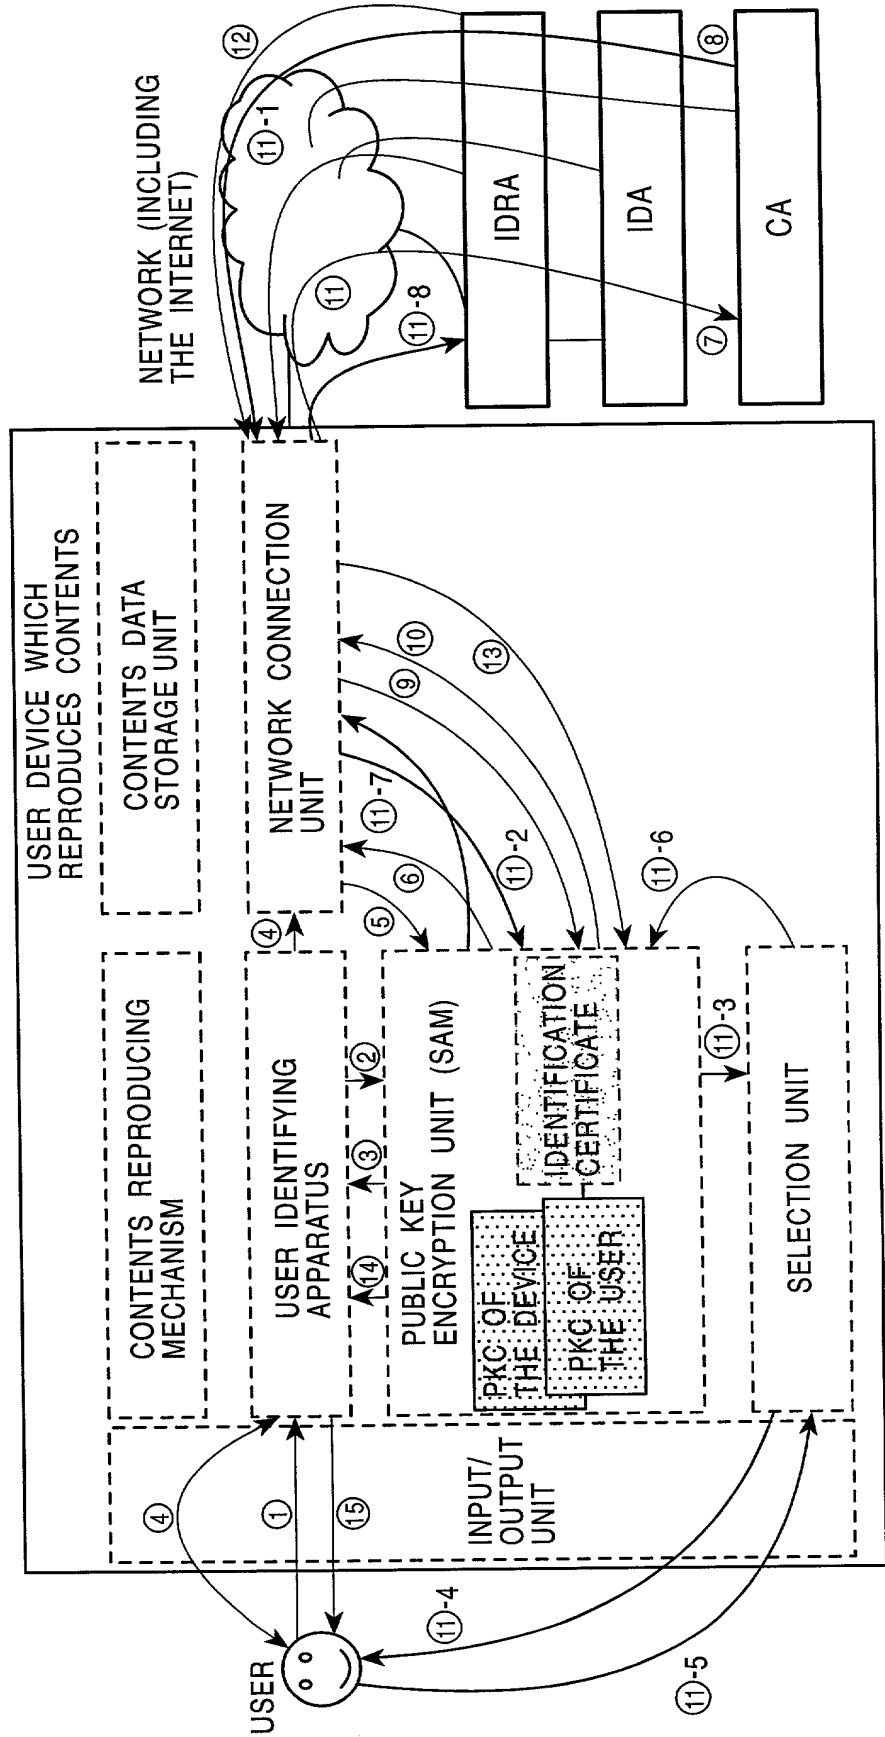 USER DEVICE WHICH
REPRODUCES CONTENTS
NETWORK (INCLUDING
THE INTERNET)
CONTENTS REPRODUCING
MECHANISM
CONTENTS DATA
STORAGE UNIT
USER IDENTIFYING
APPARATUS
NETWORK CONNECTION
UNIT
PUBLIC KEY
ENCRYPTION UNIT (SAM)
PKC OF
THE DEVICE
PKC OF
THE USER
IDENTIFICATION
CERTIFICATE
SELECTION UNIT
INPUT/
OUTPUT
UNIT
USER
IDRA
IDA
CA
④
①
⑮
⑪-4
⑪-5
④
②
③
⑭
⑤
⑥
⑪-7
⑪-2
⑨
⑩
⑬
⑪-6
⑪-3
⑫
⑪-1
⑪
⑪-8
⑦
⑧